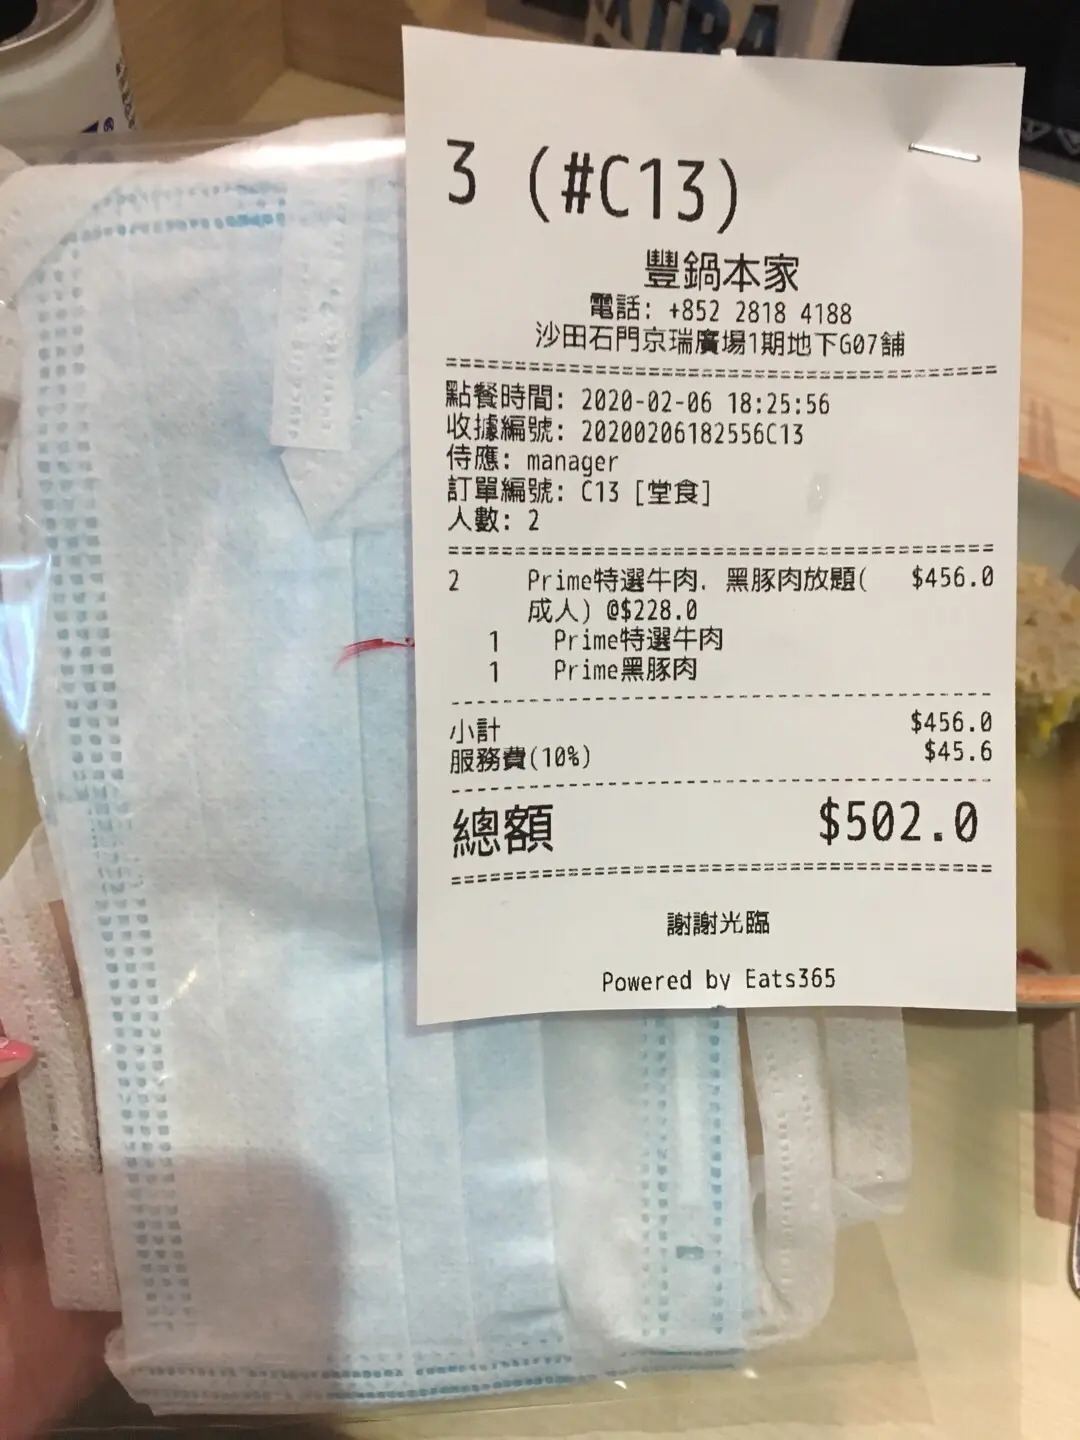 3 (#C13)
豐鍋本家
電話: +852 2818 4188
沙田石門京瑞廣場1期地下G07舖
點餐時間: 2020-02-06 18:25:56
收據編號: 20200206182556C13
侍應: manager
訂單編號: C13 [堂食]
人數: 2
2 Prime特選牛肉. 黑豚肉放題( $456.0
成人) @$228.0
1 Prime特選牛肉
1 Prime黑豚肉
小計 $456.0
服務費(10%) $45.6
總額 $502.0
謝謝光臨
Powered by Eats365